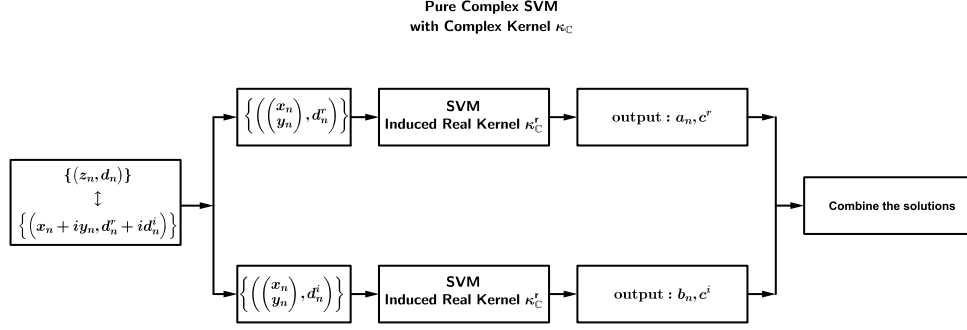 Pure Complex SVM
with Complex Kernel κ_ℂ
{(z_n, d_n)}
↕
{(x_n + iy_n, d_n^r + id_n^i)}
{((x_n y_n), d_n^r)}
SVM
Induced Real Kernel κ_ℂ^r
output : a_n, c^r
{((x_n y_n), d_n^i)}
SVM
Induced Real Kernel κ_ℂ^r
output : b_n, c^i
Combine the solutions